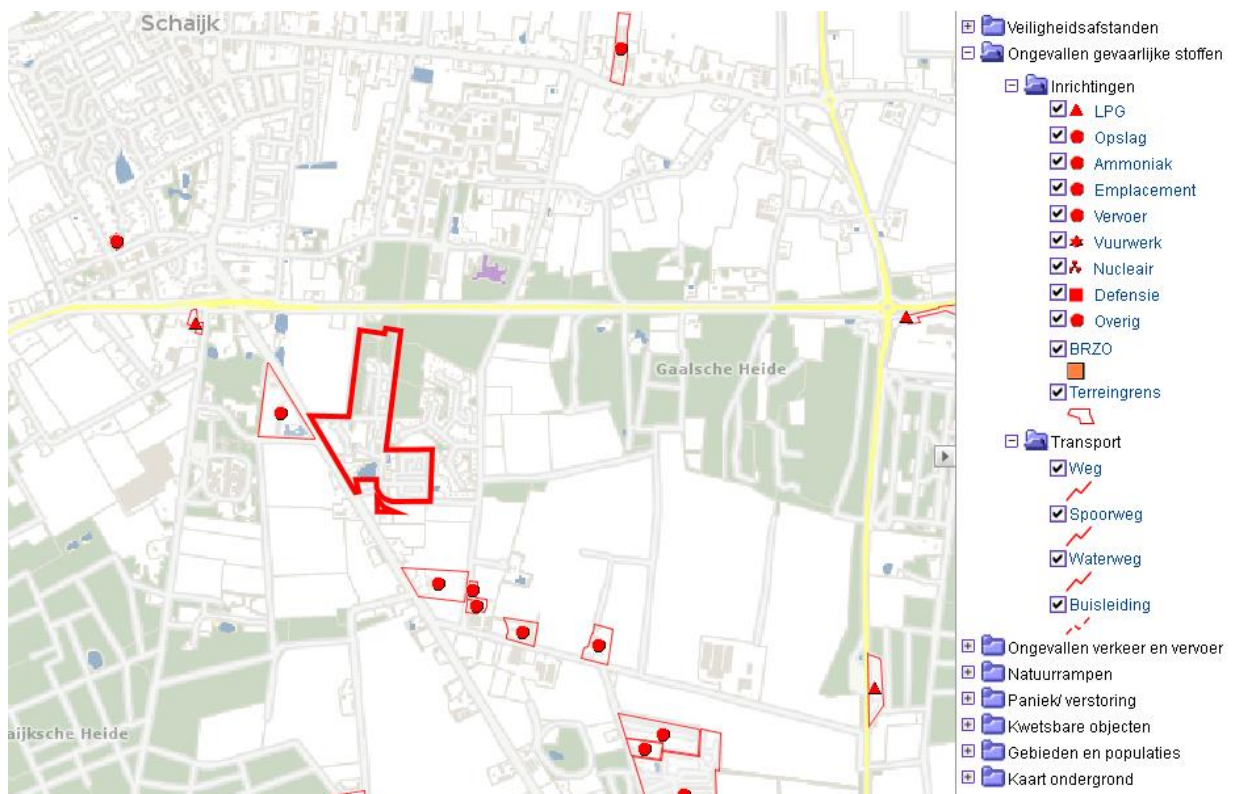 Schaijk
Gaalsche Heide
aijksche Heide
Veiligheidsafstanden
Ongevallen gevaarlijke stoffen
Inrichtingen
LPG
Opslag
Ammoniak
Emplacement
Vervoer
Vuurwerk
Nucleair
Defensie
Overig
BRZO
Terreingrens
Transport
Weg
Spoorweg
Waterweg
Buisleiding
Ongevallen verkeer en vervoer
Natuurrampen
Paniek/ verstoring
Kwetsbare objecten
Gebieden en populaties
Kaart ondergrond